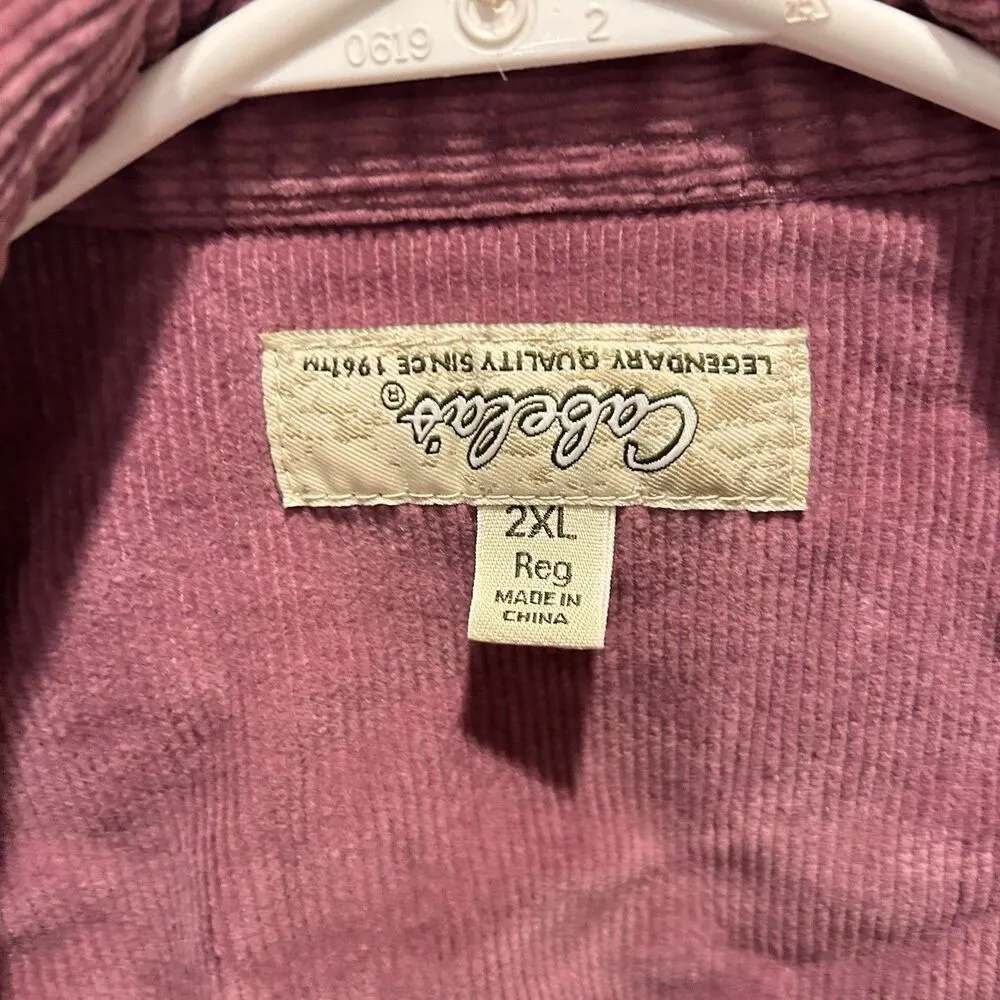 0619 2
LEGENDARY QUALITY SINCE 1961™
Cabela's®
2XL
Reg
MADE IN
CHINA